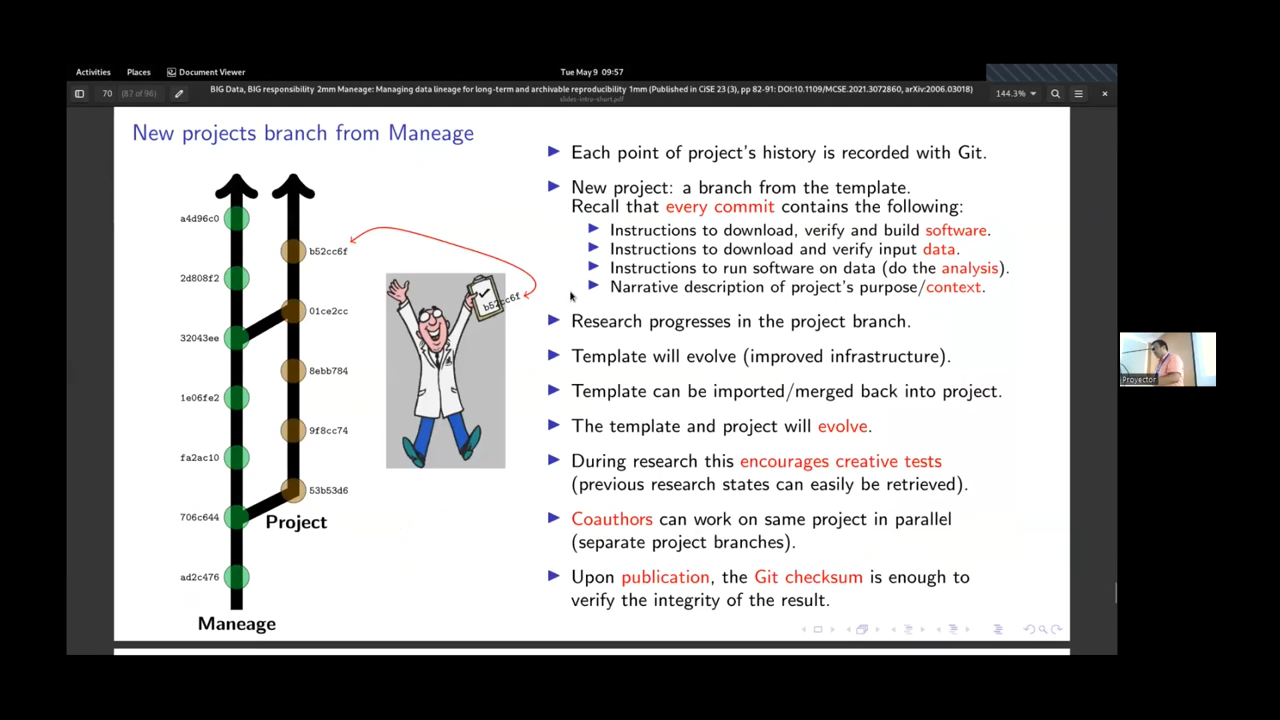 Activities Places Document Viewer Tue May 9 09:57
70 (87 of 96) BIG Data, BIG responsibility 2mm Maneage: Managing data lineage for long-term and archivable reproducibility 1mm (Published in CiSE 23 (3), pp 82-91: DOI:10.1109/MCSE.2021.3072860, arXiv:2006.03018) 144.3%
slides-intro-short.pdf
New projects branch from Maneage
a4d96c0
b52cc6f
2d808f2
01ce2cc
32043ee
8ebb784
1e06fe2
9f8cc74
fa2ac10
53b53d6
706c644
Project
ad2c476
Maneage
b52cc6f
Each point of project's history is recorded with Git.
New project: a branch from the template.
Recall that every commit contains the following:
Instructions to download, verify and build software.
Instructions to download and verify input data.
Instructions to run software on data (do the analysis).
Narrative description of project's purpose/context.
Research progresses in the project branch.
Template will evolve (improved infrastructure).
Template can be imported/merged back into project.
The template and project will evolve.
During research this encourages creative tests
(previous research states can easily be retrieved).
Coauthors can work on same project in parallel
(separate project branches).
Upon publication, the Git checksum is enough to
verify the integrity of the result.
Proyector